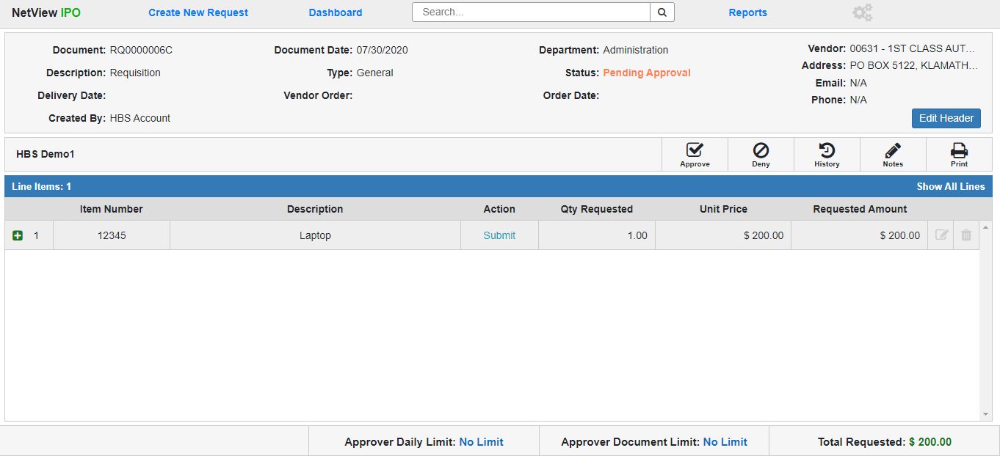 NetView IPO Create New Request Dashboard Search... Reports
Document: RQ0000006C Document Date: 07/30/2020 Department: Administration Vendor: 00631 - 1ST CLASS AUT...
Address: PO BOX 5122, KLAMATH...
Description: Requisition Type: General Status: Pending Approval
Email: N/A
Delivery Date: Vendor Order: Order Date:
Phone: N/A
Created By: HBS Account
Edit Header
HBS Demo1
Approve Deny History Notes Print
Line Items: 1 Show All Lines
Item Number Description Action Qty Requested Unit Price Requested Amount
1 12345 Laptop Submit 1.00 $ 200.00 $ 200.00
Approver Daily Limit: No Limit Approver Document Limit: No Limit Total Requested: $ 200.00